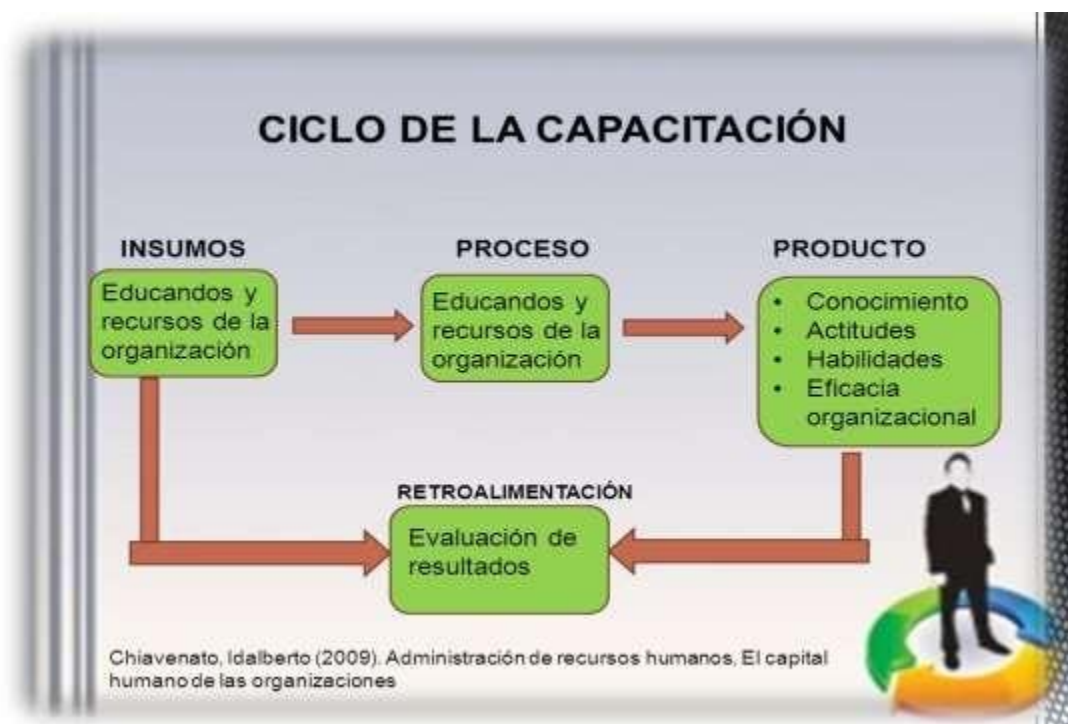 CICLO DE LA CAPACITACIÓN
INSUMOS
Educandos y
recursos de la
organización
PROCESO
Educandos y
recursos de la
organización
PRODUCTO
• Conocimiento
• Actitudes
• Habilidades
• Eficacia
organizacional
RETROALIMENTACIÓN
Evaluación de
resultados
Chiavenato, Idalberto (2009). Administración de recursos humanos. El capital
humano de las organizaciones